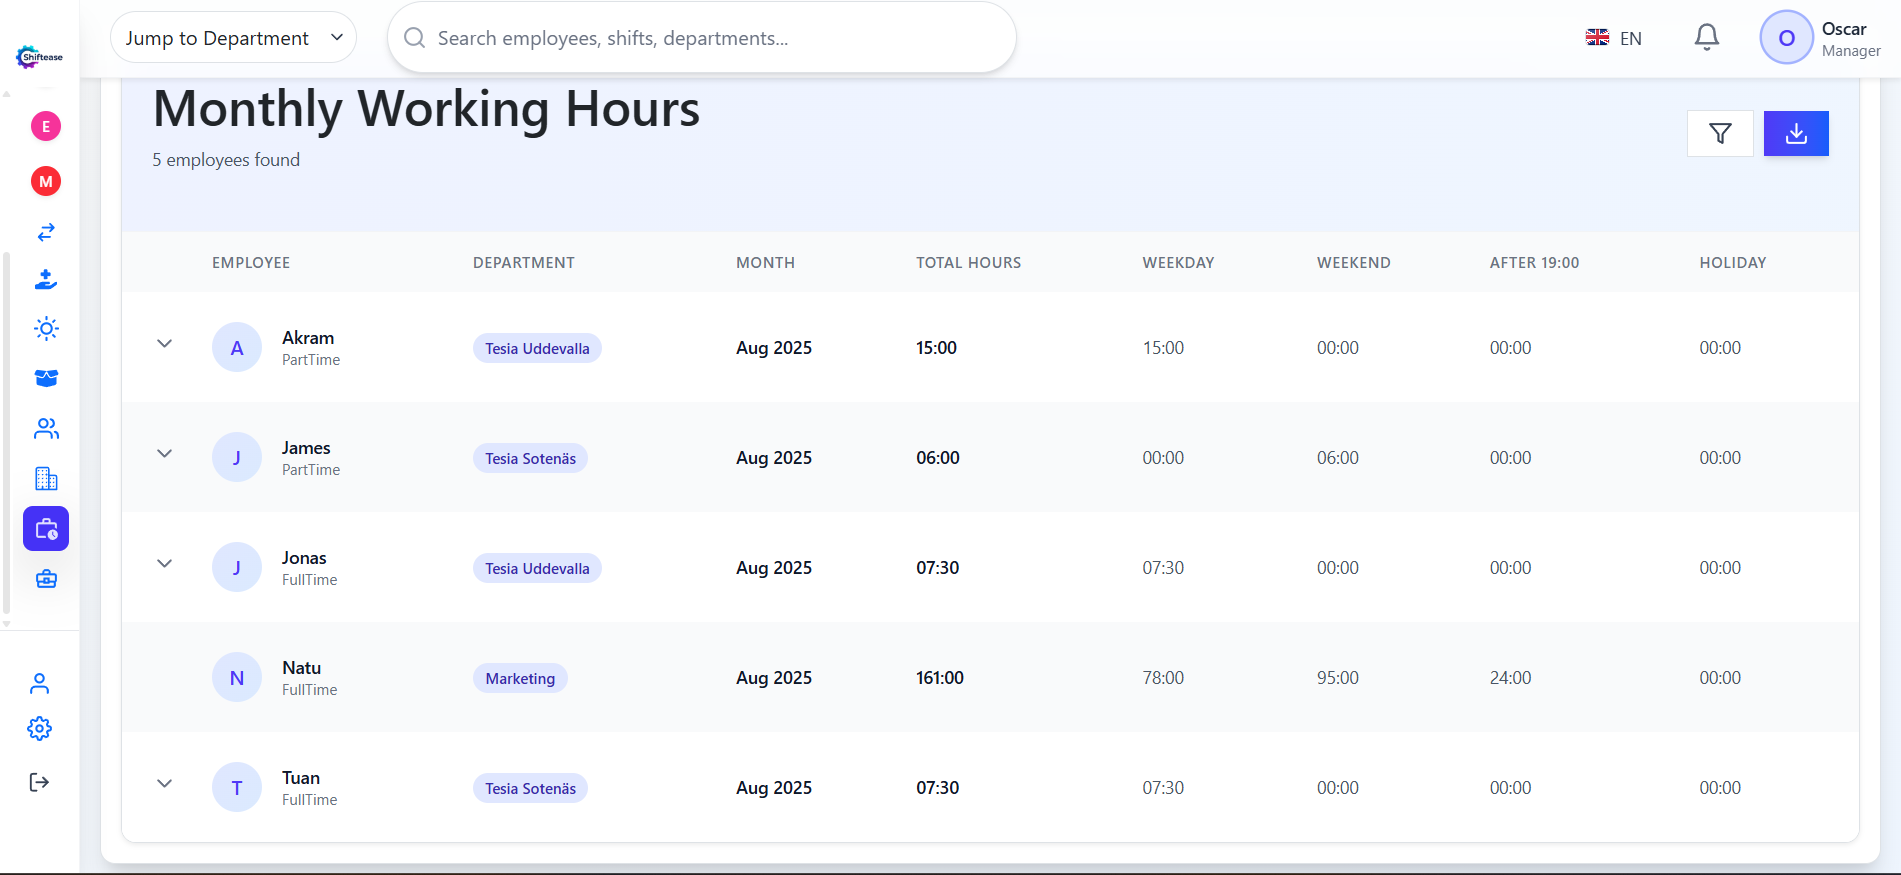 Shiftease
Jump to Department
Search employees, shifts, departments...
EN
O
Oscar
Manager
E
M
Monthly Working Hours
5 employees found
EMPLOYEE DEPARTMENT MONTH TOTAL HOURS WEEKDAY WEEKEND AFTER 19:00 HOLIDAY
A Akram PartTime Tesia Uddevalla Aug 2025 15:00 15:00 00:00 00:00 00:00
J James PartTime Tesia Sotenäs Aug 2025 06:00 00:00 06:00 00:00 00:00
J Jonas FullTime Tesia Uddevalla Aug 2025 07:30 07:30 00:00 00:00 00:00
N Natu FullTime Marketing Aug 2025 161:00 78:00 95:00 24:00 00:00
T Tuan FullTime Tesia Sotenäs Aug 2025 07:30 07:30 00:00 00:00 00:00